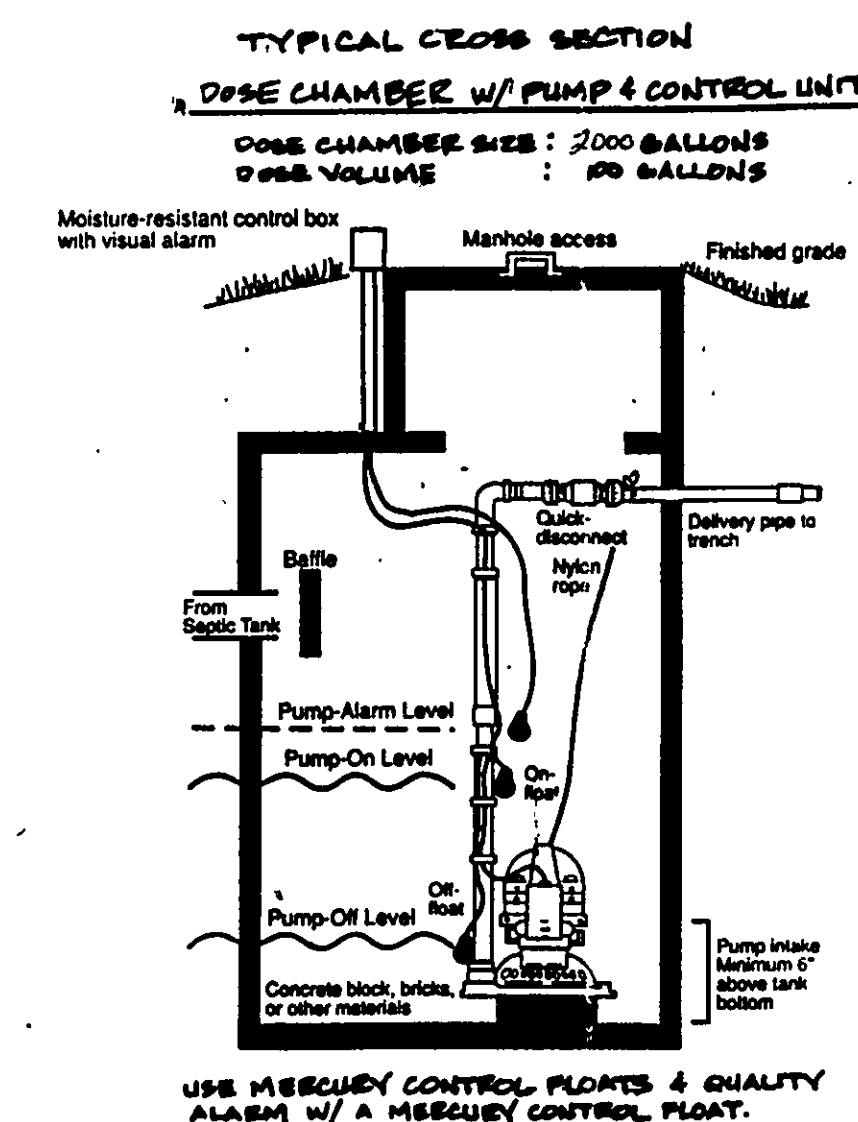 TYPICAL CROSS SECTION
DOSE CHAMBER W/ PUMP & CONTROL UNIT
DOSE CHAMBER SIZE : 2000 GALLONS
DOSE VOLUME : 100 GALLONS
Moisture-resistant control box
with visual alarm
Manhole access
Finished grade
Quick-
disconnect
Delivery pipe to
trench
Baffle
Nylon
rope
From
Septic Tank
Pump-Alarm Level
Pump-On Level
On-
float
Off-
float
Pump-Off Level
Pump intake
Minimum 6"
above tank
bottom
Concrete block, bricks,
or other materials
USE MERCURY CONTROL FLOATS & QUALITY
ALARM W/ A MERCURY CONTROL FLOAT.